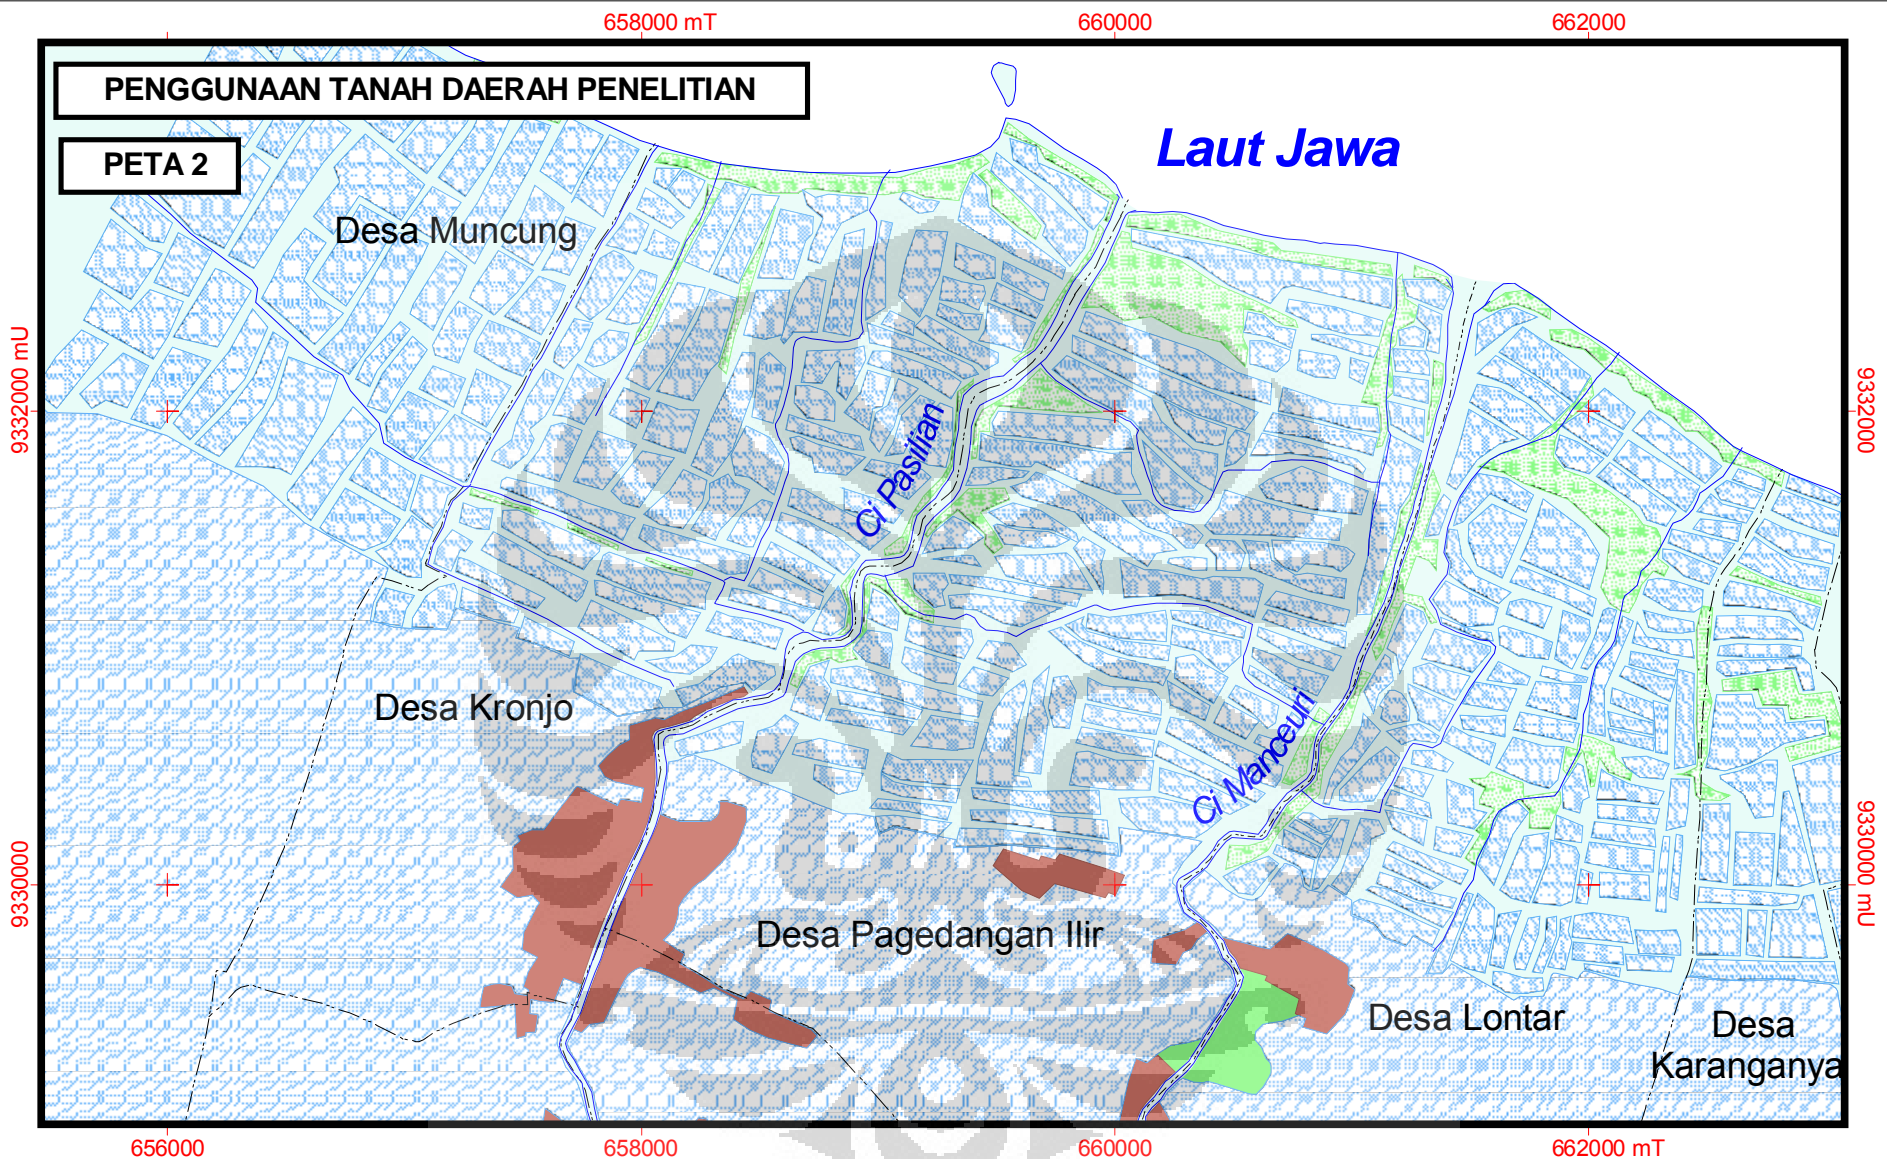 658000 mT
660000
662000
PENGGUNAAN TANAH DAERAH PENELITIAN
PETA 2
Laut Jawa
Desa Muncung
9332000 mU
9332000
Ci Pasilian
Desa Kronjo
Ci Manceuri
9330000
9330000 mU
Desa Pagedangan Ilir
Desa Lontar
Desa
Karanganya
656000
658000
660000
662000 mT